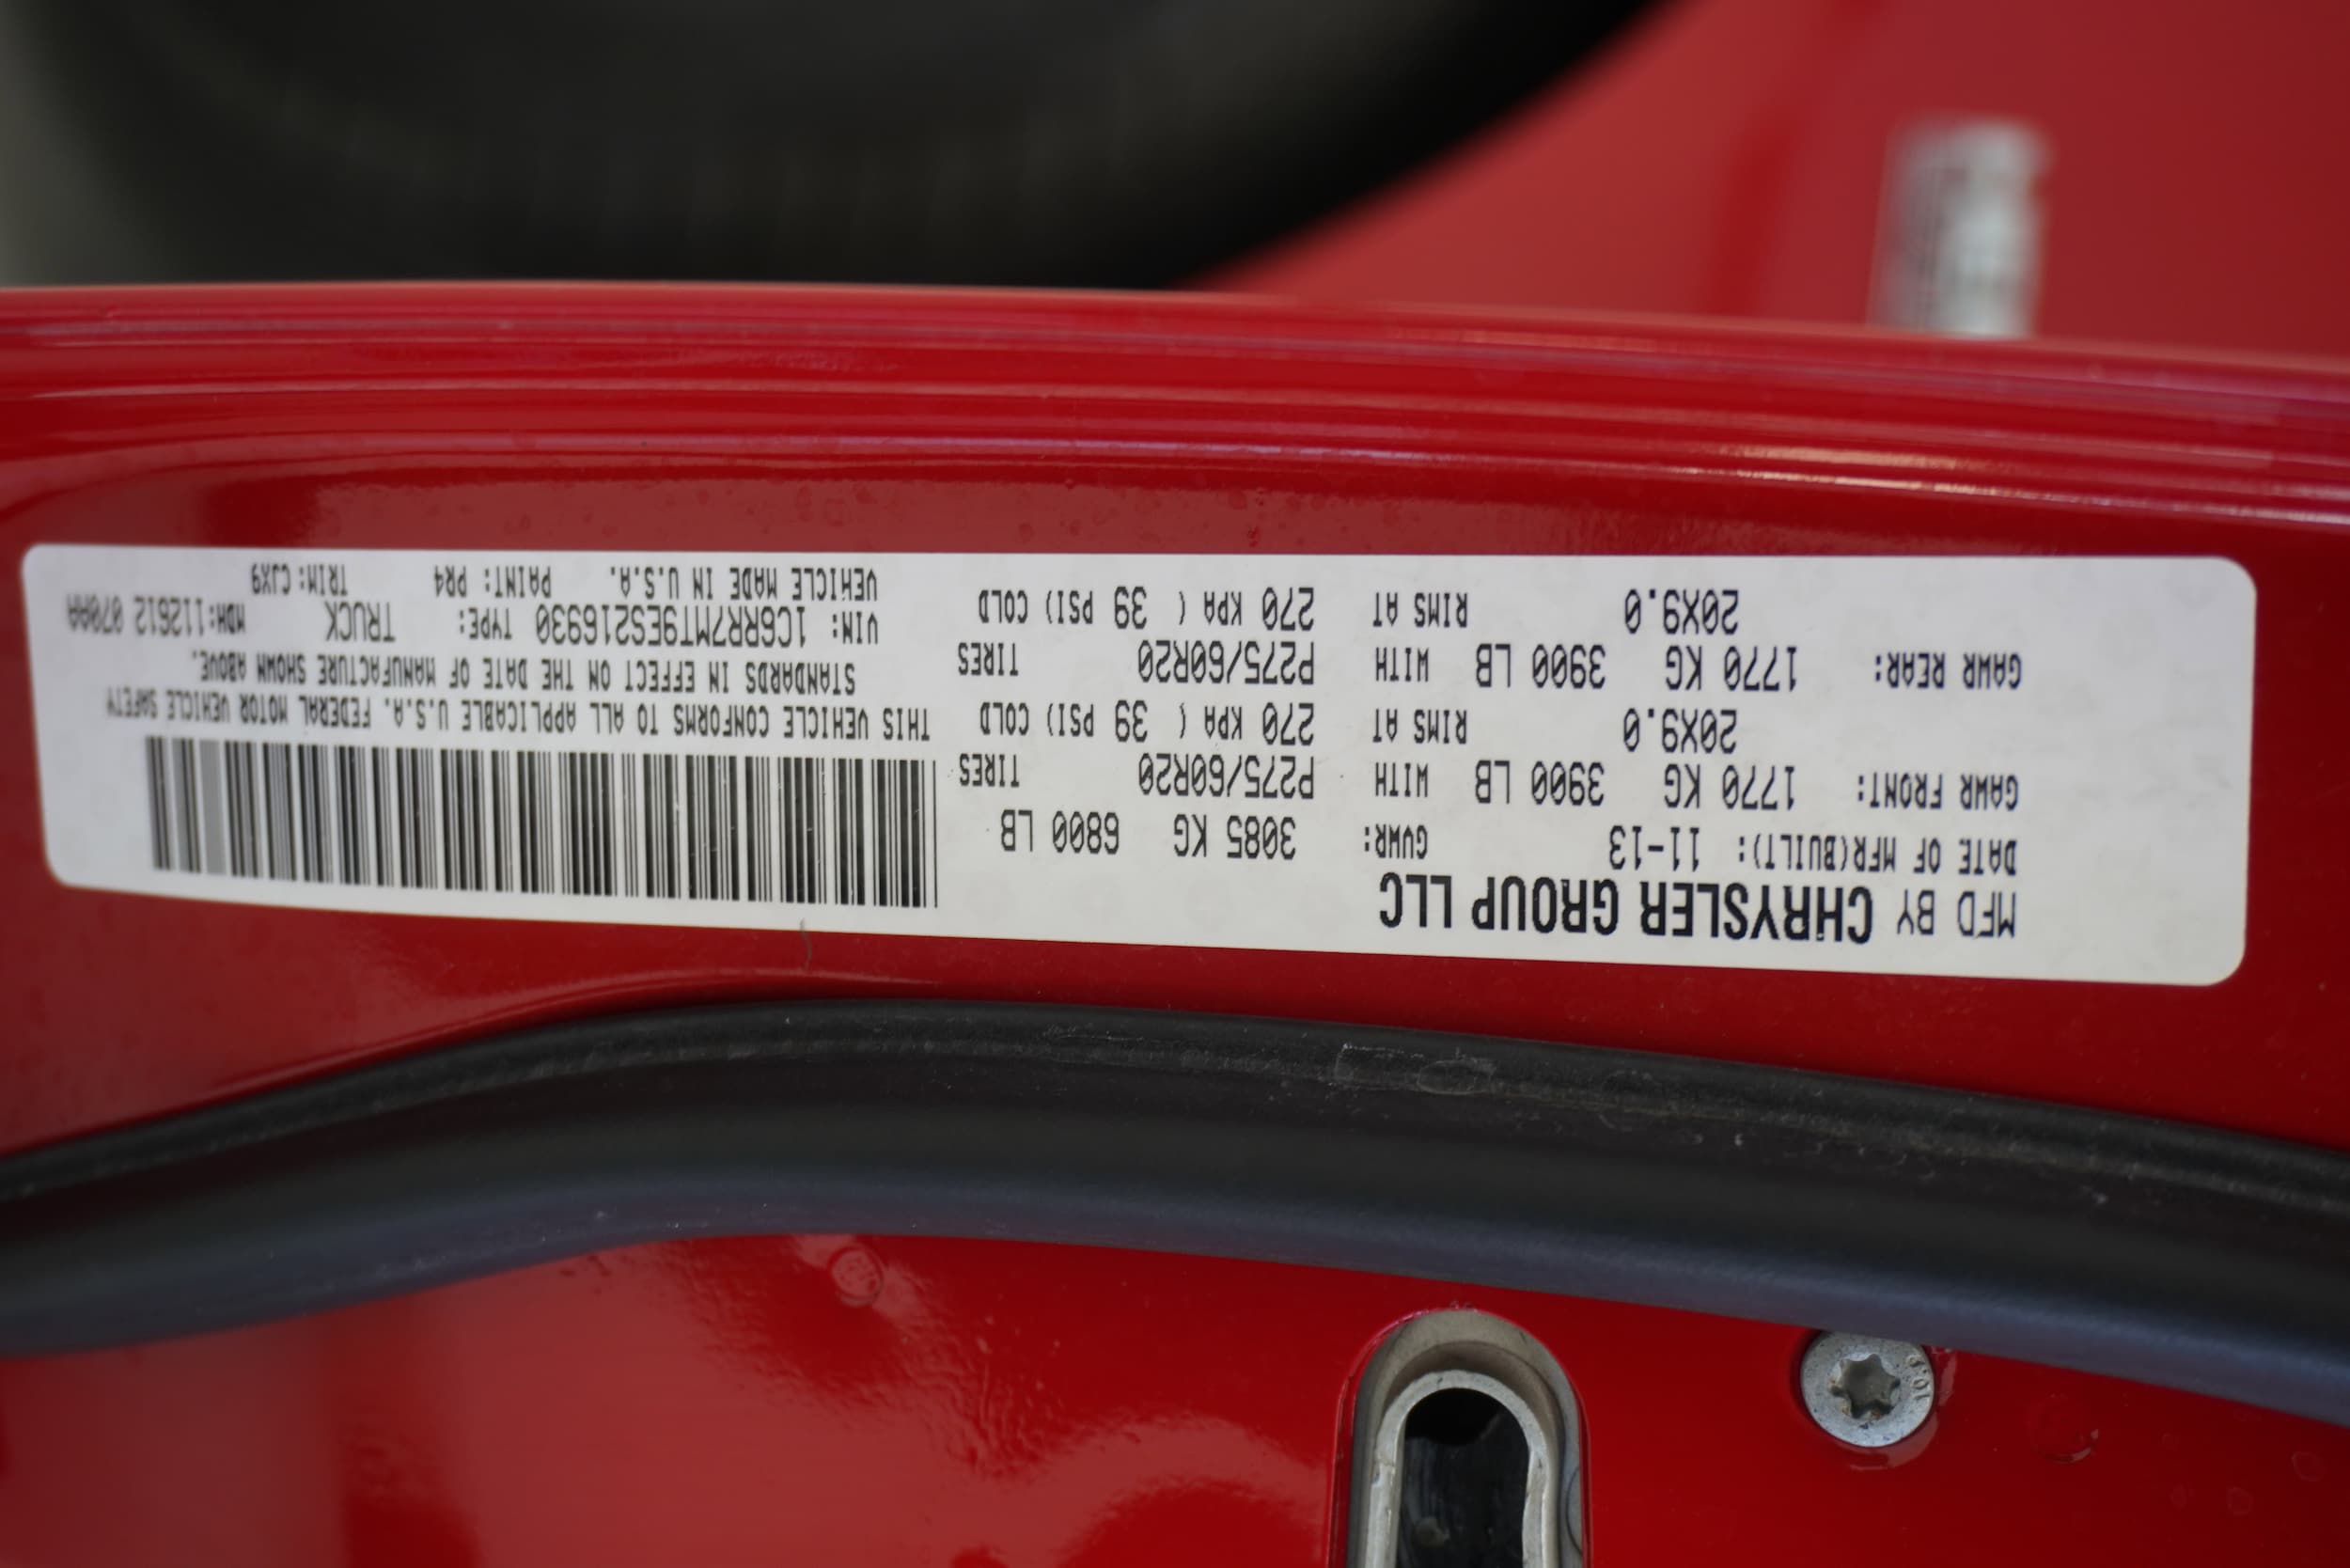 MFD BY CHRYSLER GROUP LLC
DATE OF MFR(BUILT): 11-13 GVWR: 3085 KG 6800 LB
GAWR FRONT: 1770 KG 3900 LB WITH P275/60R20 TIRES
20X9.0 RIMS AT 270 KPA ( 39 PSI) COLD
GAWR REAR: 1770 KG 3900 LB WITH P275/60R20 TIRES
20X9.0 RIMS AT 270 KPA ( 39 PSI) COLD
THIS VEHICLE CONFORMS TO ALL APPLICABLE U.S.A. FEDERAL MOTOR VEHICLE SAFETY
STANDARDS IN EFFECT ON THE DATE OF MANUFACTURE SHOWN ABOVE.
VIN: 1C6RR7MT9ES216930 TYPE: TRUCK MDH:112612 070AA
VEHICLE MADE IN U.S.A. PAINT: PR4 TRIM: CJX9
10.9